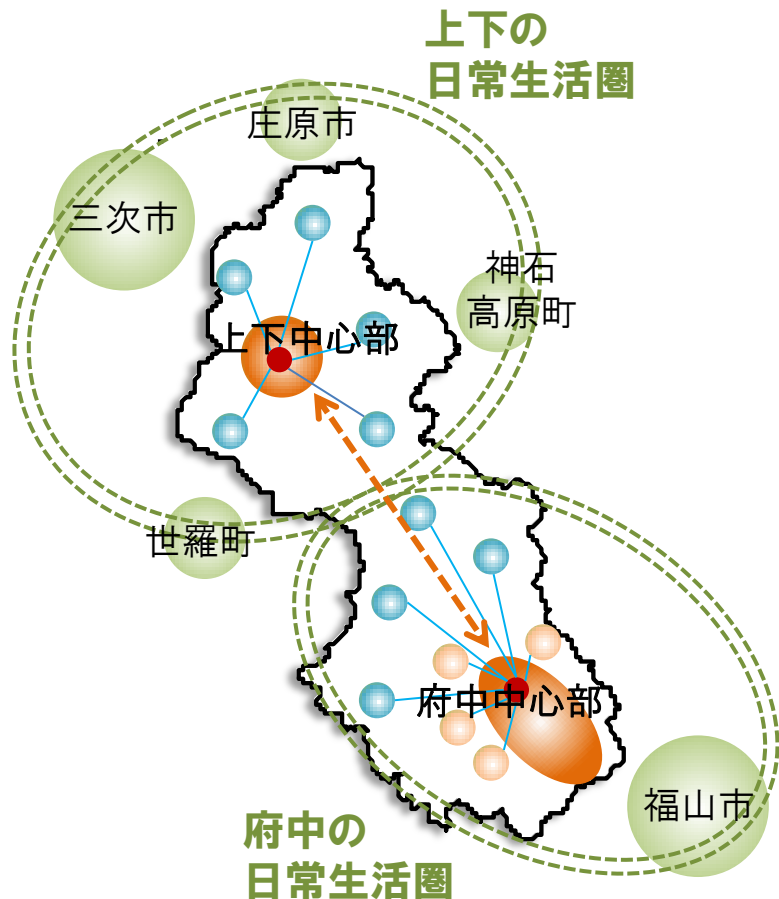 上下の
日常生活圏
庄原市
三次市
神石
高原町
上下中心部
世羅町
府中中心部
福山市
府中の
日常生活圏